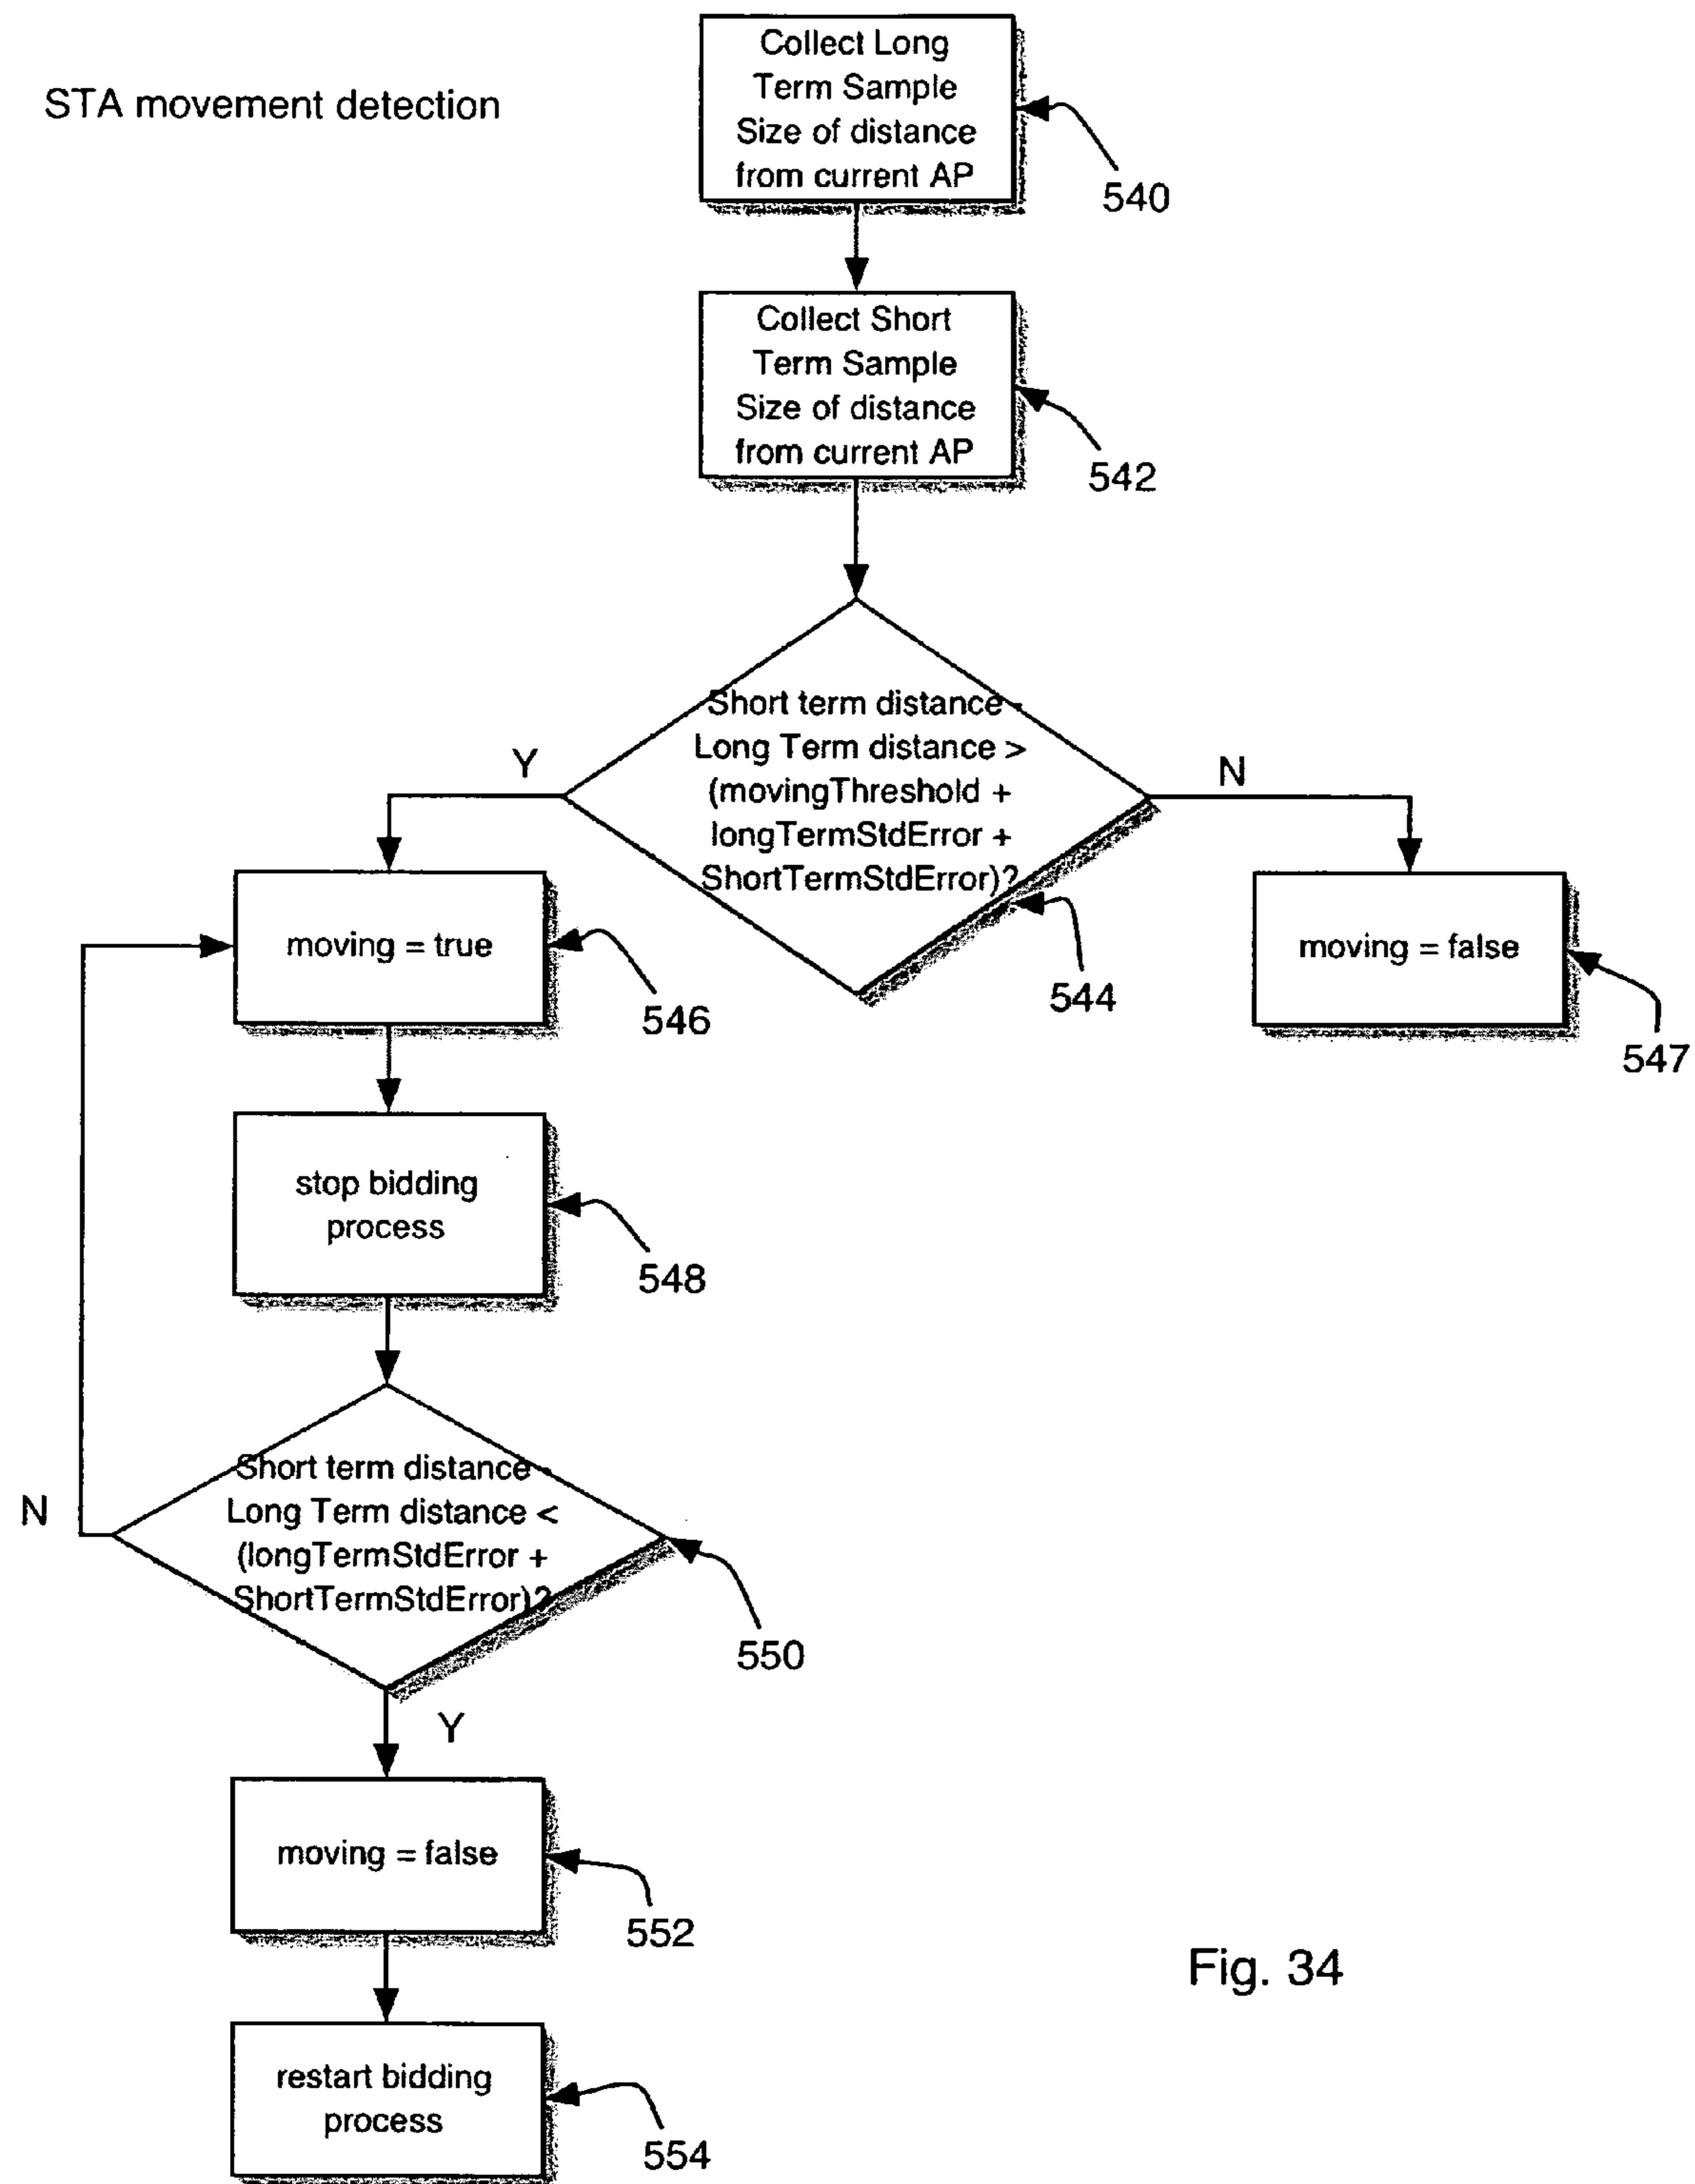 Collect Long
Term Sample
Size of distance
from current AP
STA movement detection
540
Collect Short
Term Sample
Size of distance
from current AP
542
Short term distance -
Long Term distance >
(movingThreshold +
longTermStdError +
ShortTermStdError)?
Y
N
544
moving = true
546
moving = false
547
stop bidding
process
548
Short term distance -
Long Term distance <
(longTermStdError +
ShortTermStdError)?
N
550
Y
moving = false
552
Fig. 34
restart bidding
process
554